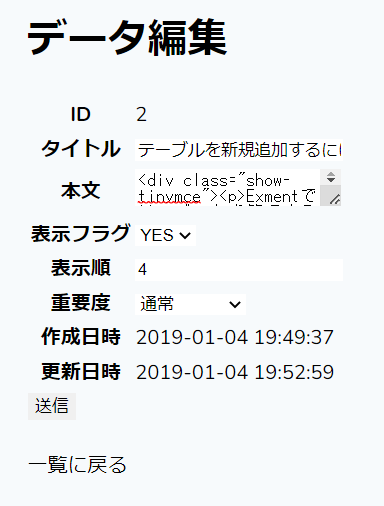 データ編集
ID 2
タイトル テーブルを新規追加するには
本文 <div class="show-
tinymce"><p>Exmentで
表示フラグ YES
表示順 4
重要度 通常
作成日時 2019-01-04 19:49:37
更新日時 2019-01-04 19:52:59
送信
一覧に戻る